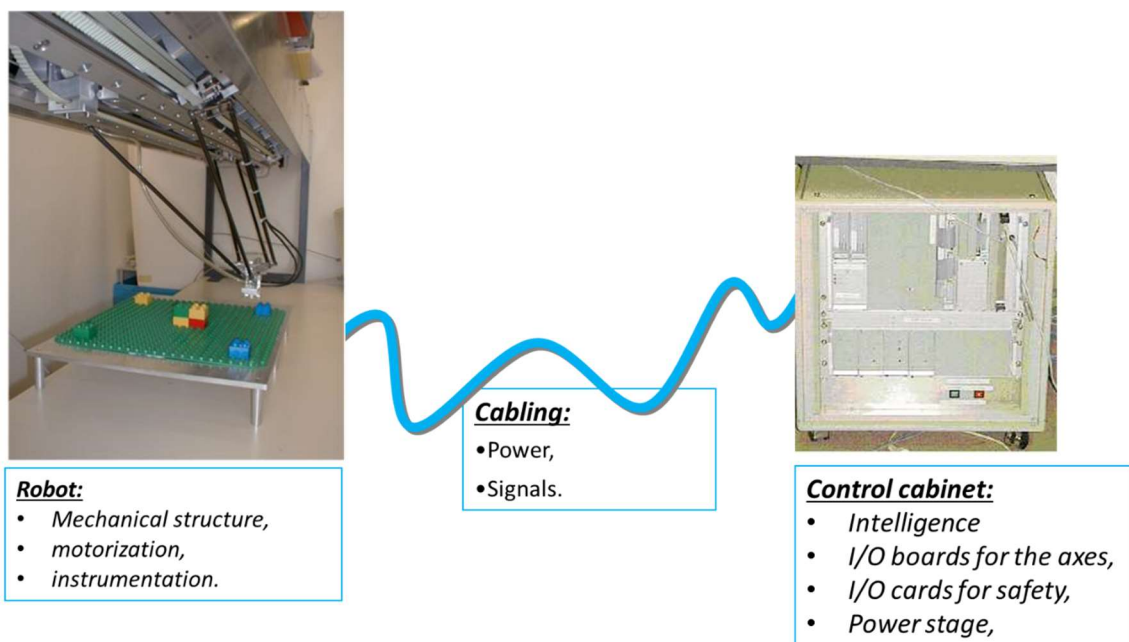 Robot:
• Mechanical structure,
• motorization,
• instrumentation.
Cabling:
•Power,
•Signals.
Control cabinet:
• Intelligence
• I/O boards for the axes,
• I/O cards for safety,
• Power stage,